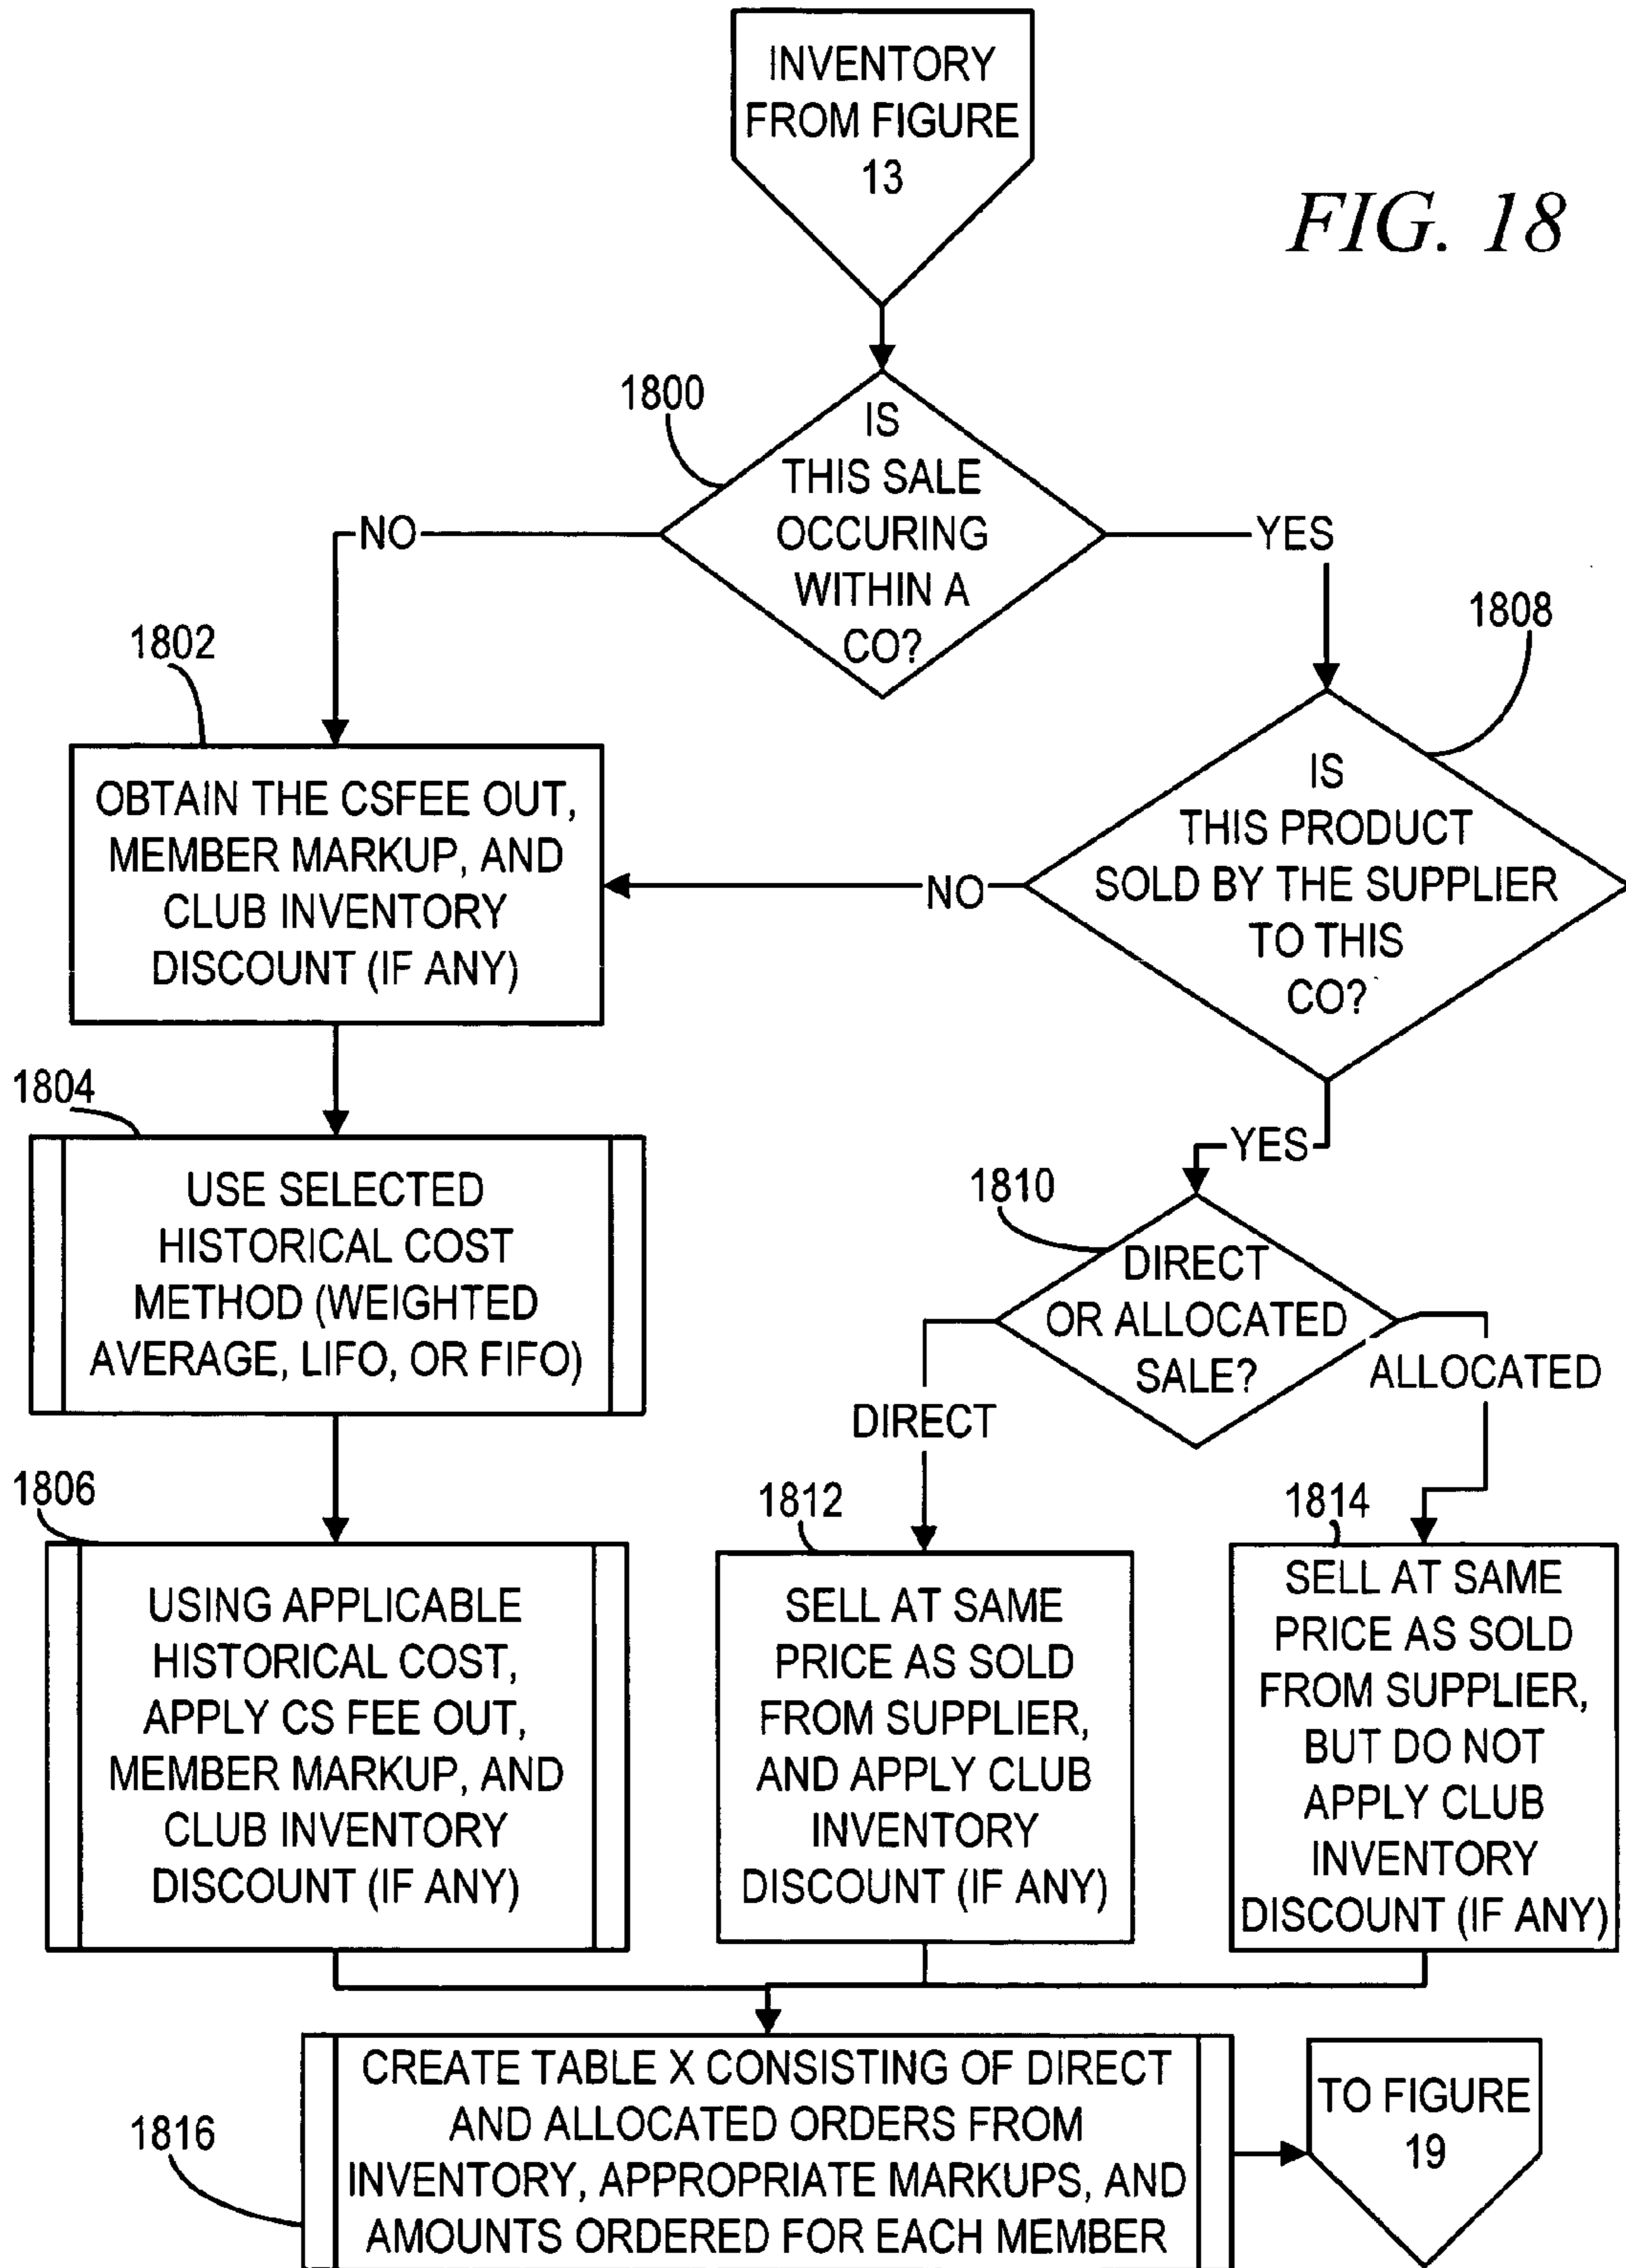 INVENTORY
FROM FIGURE
13
FIG. 18
1800
IS
THIS SALE
OCCURING
WITHIN A
CO?
NO
YES
1802
OBTAIN THE CSFEE OUT,
MEMBER MARKUP, AND
CLUB INVENTORY
DISCOUNT (IF ANY)
1808
IS
THIS PRODUCT
SOLD BY THE SUPPLIER
TO THIS
CO?
NO
YES
1804
USE SELECTED
HISTORICAL COST
METHOD (WEIGHTED
AVERAGE, LIFO, OR FIFO)
1810
DIRECT
OR ALLOCATED
SALE?
DIRECT
ALLOCATED
1806
USING APPLICABLE
HISTORICAL COST,
APPLY CS FEE OUT,
MEMBER MARKUP, AND
CLUB INVENTORY
DISCOUNT (IF ANY)
1812
SELL AT SAME
PRICE AS SOLD
FROM SUPPLIER,
AND APPLY CLUB
INVENTORY
DISCOUNT (IF ANY)
1814
SELL AT SAME
PRICE AS SOLD
FROM SUPPLIER,
BUT DO NOT
APPLY CLUB
INVENTORY
DISCOUNT (IF ANY)
1816
CREATE TABLE X CONSISTING OF DIRECT
AND ALLOCATED ORDERS FROM
INVENTORY, APPROPRIATE MARKUPS, AND
AMOUNTS ORDERED FOR EACH MEMBER
TO FIGURE
19